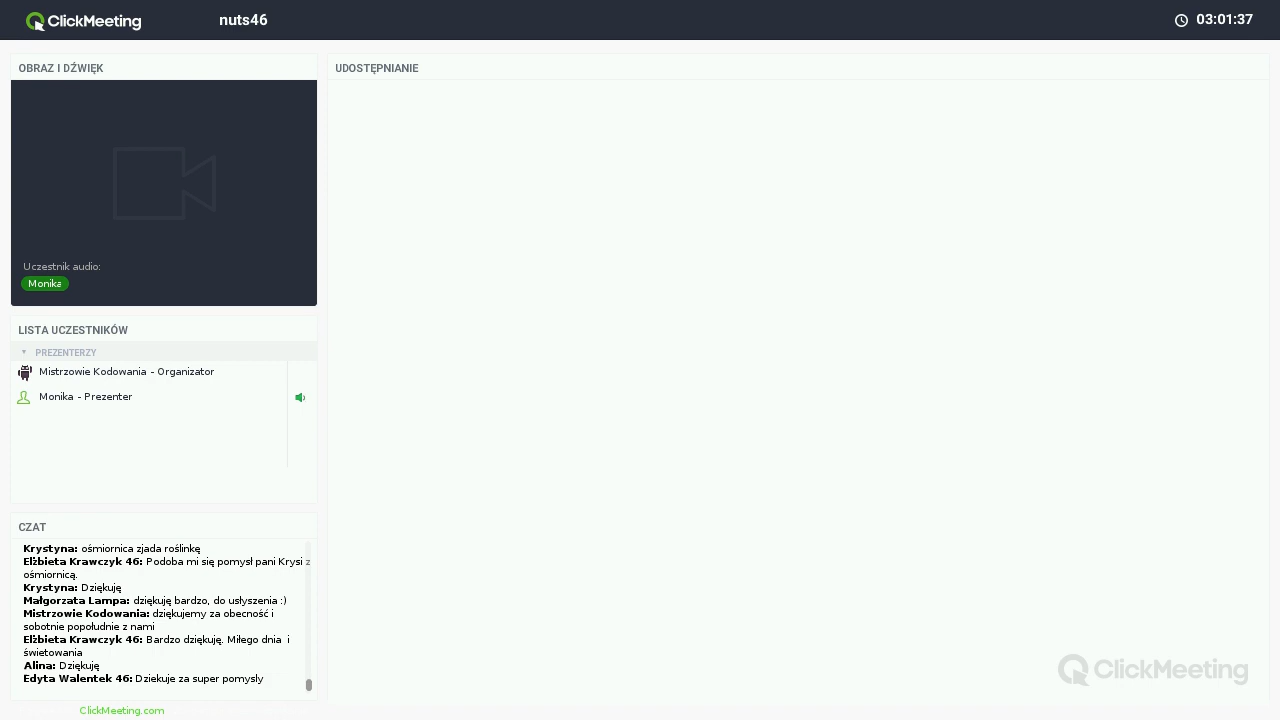 ClickMeeting
nuts46
03:01:37
OBRAZ I DŹWIĘK
UDOSTĘPNIANIE
Uczestnik audio:
Monika
LISTA UCZESTNIKÓW
PREZENTERZY
Mistrzowie Kodowania - Organizator
Monika - Prezenter
CZAT
Krystyna: ośmiornica zjada roślinkę
Elżbieta Krawczyk 46: Podoba mi się pomysł pani Krysi z
ośmiornicą.
Krystyna: Dziękuję
Małgorzata Lampa: dziękuję bardzo, do usłyszenia :)
Mistrzowie Kodowania: dziękujemy za obecność i
sobotnie popołudnie z nami
Elżbieta Krawczyk 46: Bardzo dziękuję. Miłego dnia i
świetowania
Alina: Dziękuję
Edyta Walentek 46: Dziekuje za super pomysly
ClickMeeting
ClickMeeting.com